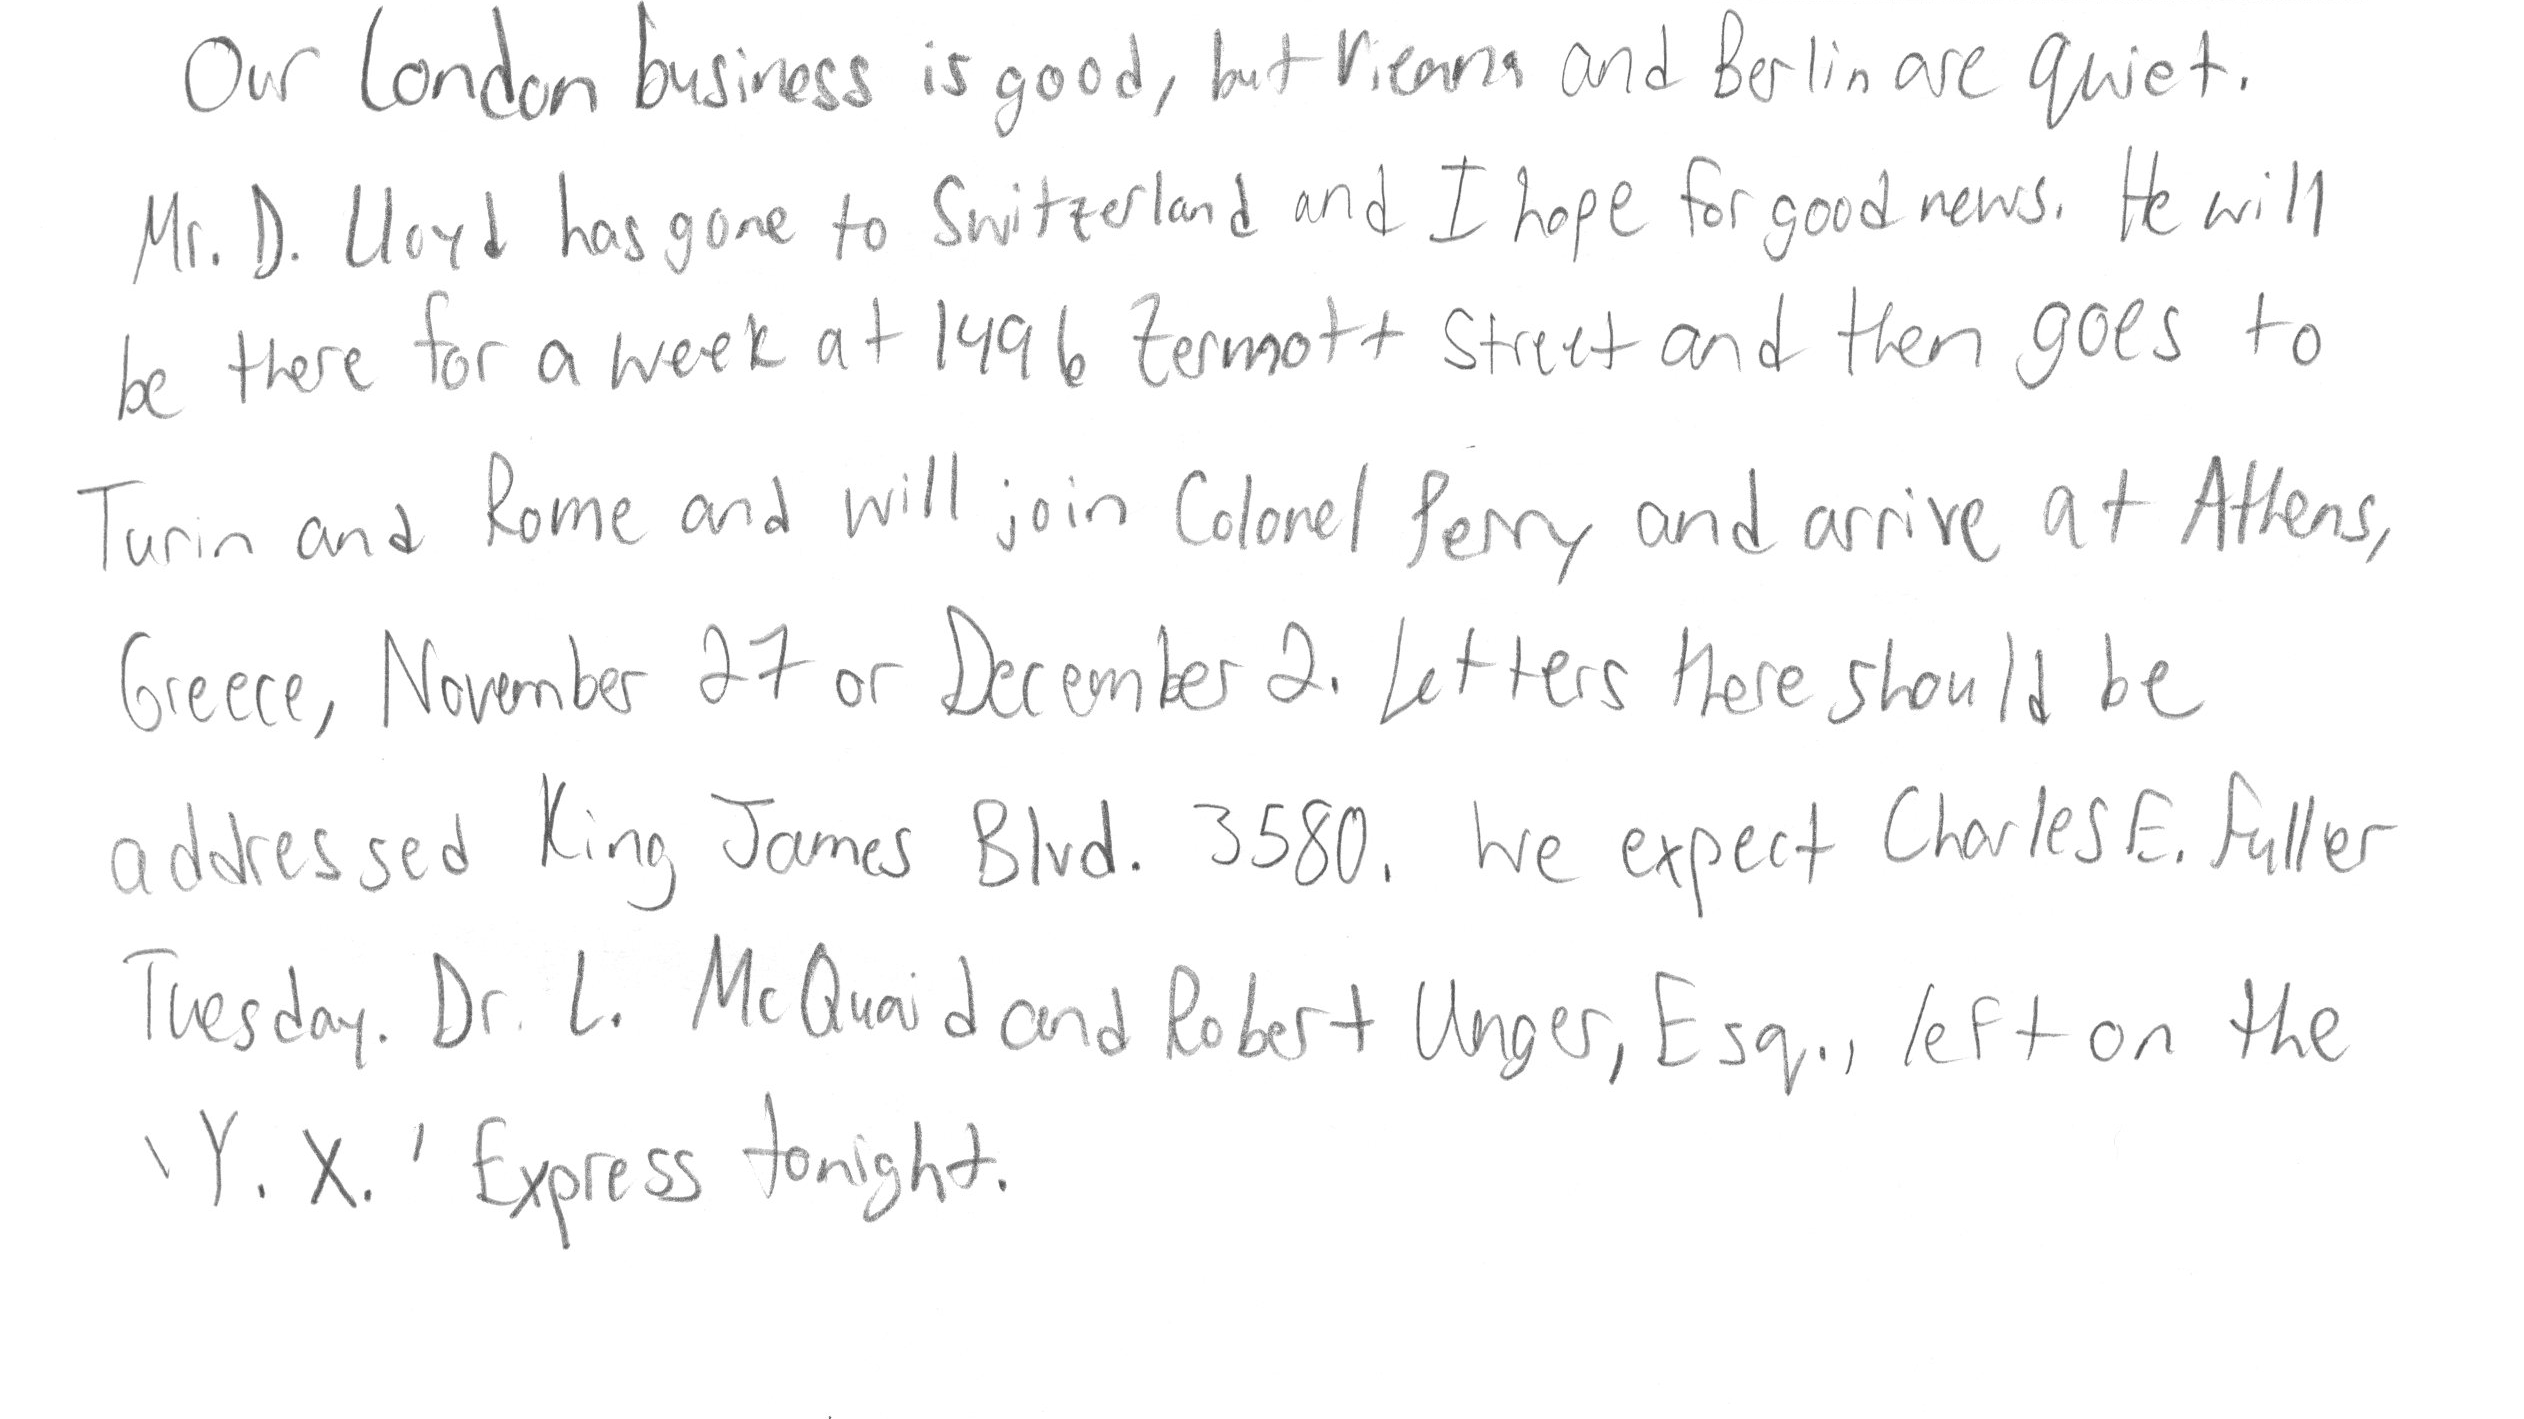 Our London business is good, but Vienna and Berlin are quiet.
Mr. D. Lloyd has gone to Switzerland and I hope for good news. He will
be there for a week at 1496 Zermott Street and then goes to
Turin and Rome and will join Colonel Perry and arrive at Athens,
Greece, November 27 or December 2. Letters there should be
addressed King James Blvd. 3580. We expect Charles E. Fuller
Tuesday. Dr. L. McQuaid and Robert Unger, Esq., left on the
'Y. X.' Express tonight.